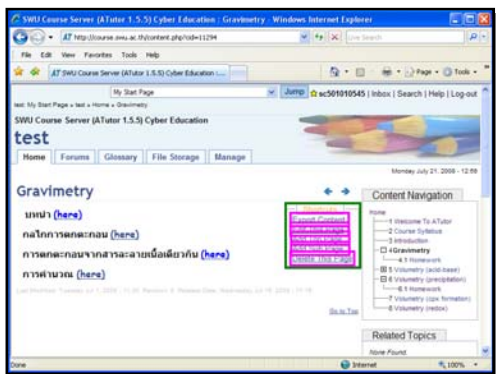 SWU Course Server (ATutor 1.5.5) Cyber Education : Gravimetry - Windows Internet Explorer
http://course.swu.ac.th/content.php?cid=11294
Live Search
File Edit View Favorites Tools Help
SWU Course Server (ATutor 1.5.5) Cyber Education : ...
Page Tools
My Start Page Jump sc501010545 | Inbox | Search | Help | Log-out
test: My Start Page » test » Home » Gravimetry
SWU Course Server (ATutor 1.5.5) Cyber Education
test
Home Forums Glossary File Storage Manage
Monday July 21, 2008 - 12:58
Gravimetry
Shortcuts
Export Content
Edit This Page
Delete This Page
บทนำ (here)
กลไกการตกตะกอน (here)
การตกตะกอนจากสารละลายเนื้อเดียวกัน (here)
การคำนวณ (here)
Go to Top
Content Navigation
Home
1 Welcome To ATutor
2 Course Syllabus
3 Introduction
4 Gravimetry
4.1 Homework
5 Volumetry (acid-base)
6 Volumetry (precipitation)
6.1 Homework
7 Volumetry (cpx. formation)
8 Volumetry (redox)
Related Topics
None Found
Done Internet 100%